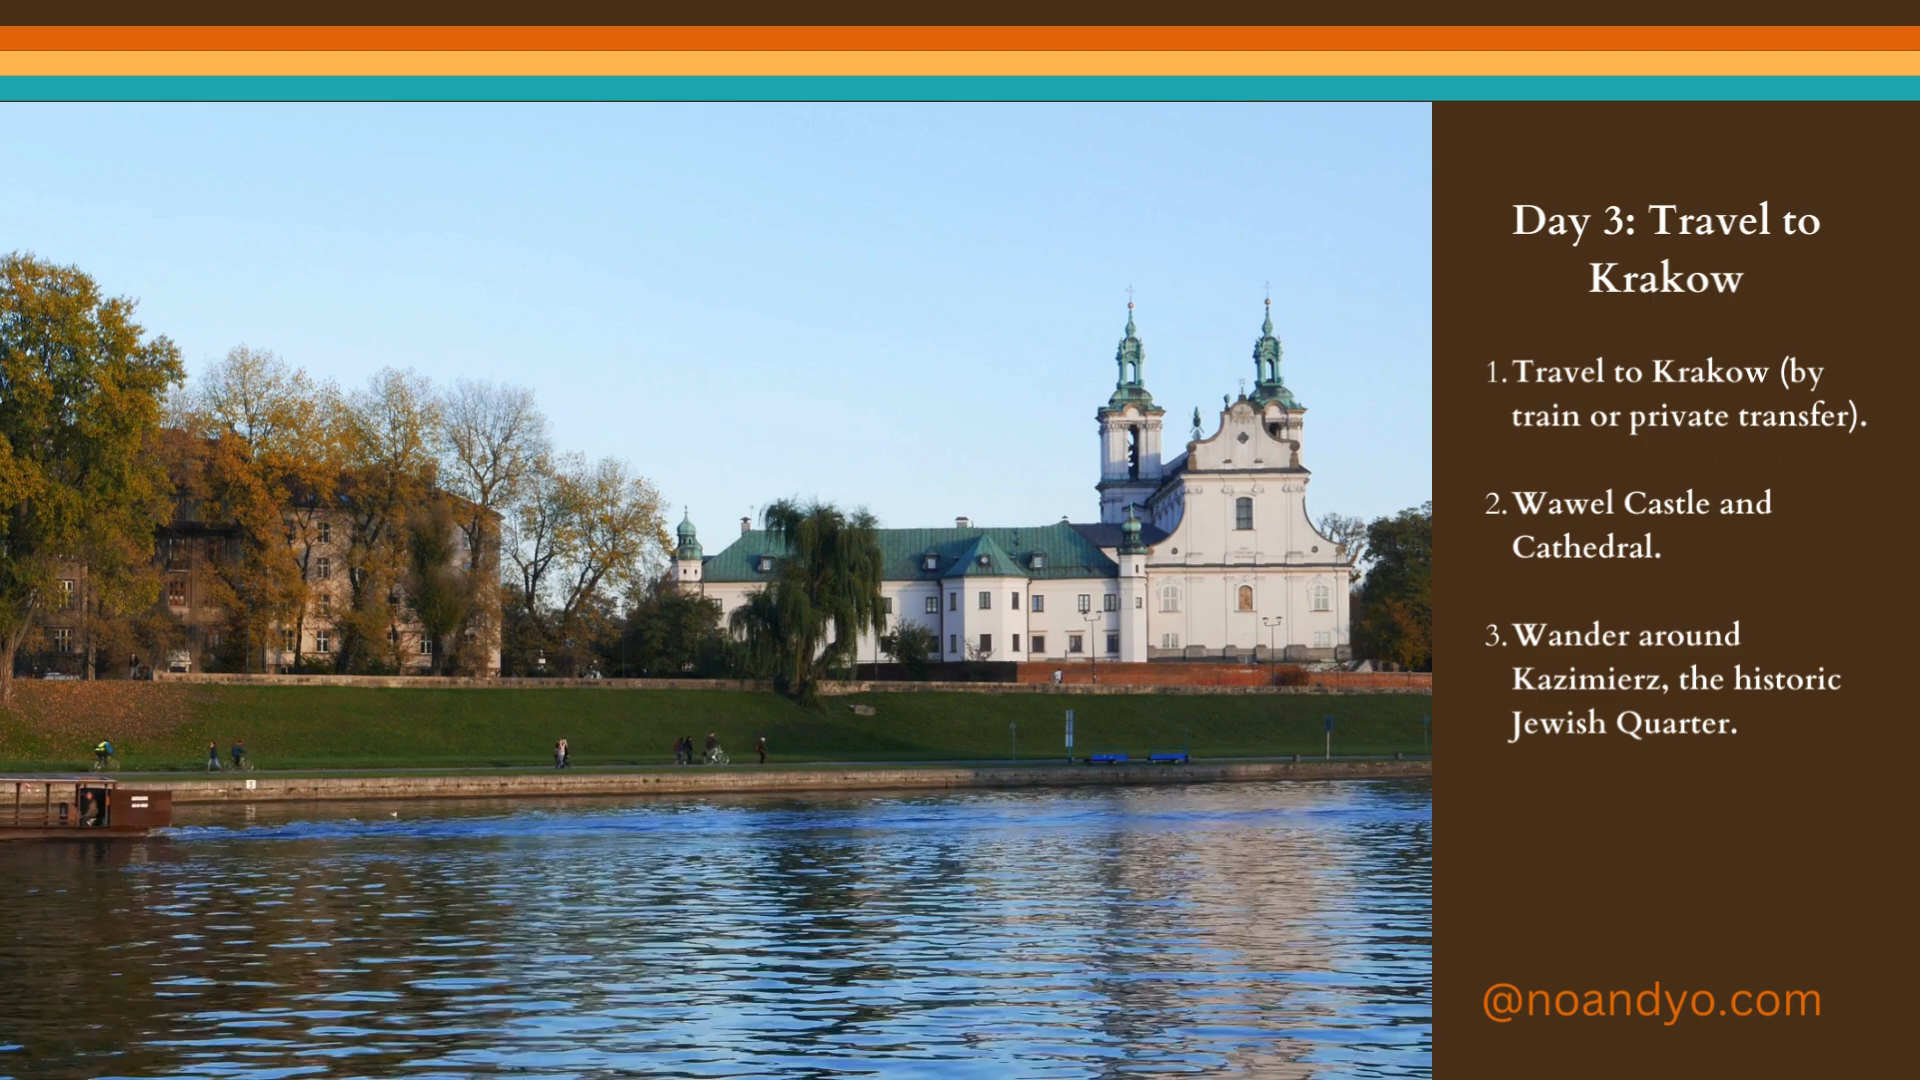 Day 3: Travel to
Krakow
1. Travel to Krakow (by
train or private transfer).
2. Wawel Castle and
Cathedral.
3. Wander around
Kazimierz, the historic
Jewish Quarter.
@noandyo.com